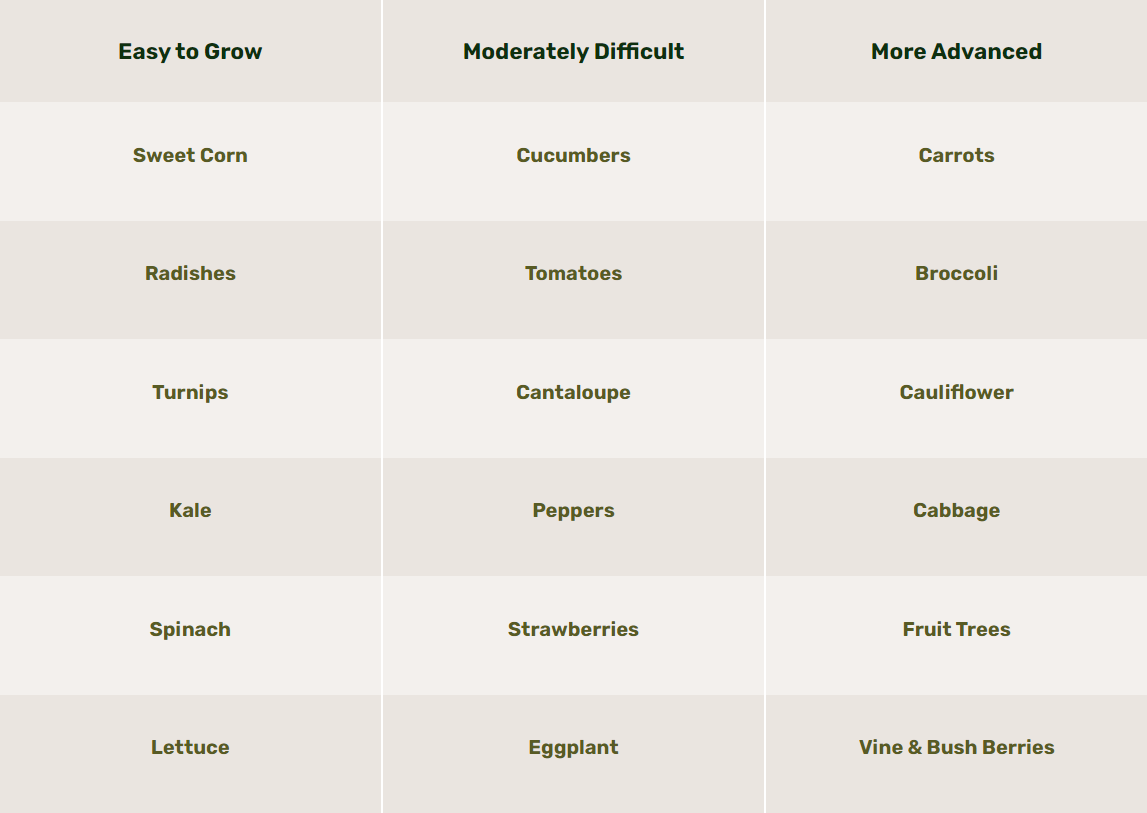 Easy to Grow Moderately Difficult More Advanced
Sweet Corn Cucumbers Carrots
Radishes Tomatoes Broccoli
Turnips Cantaloupe Cauliflower
Kale Peppers Cabbage
Spinach Strawberries Fruit Trees
Lettuce Eggplant Vine & Bush Berries